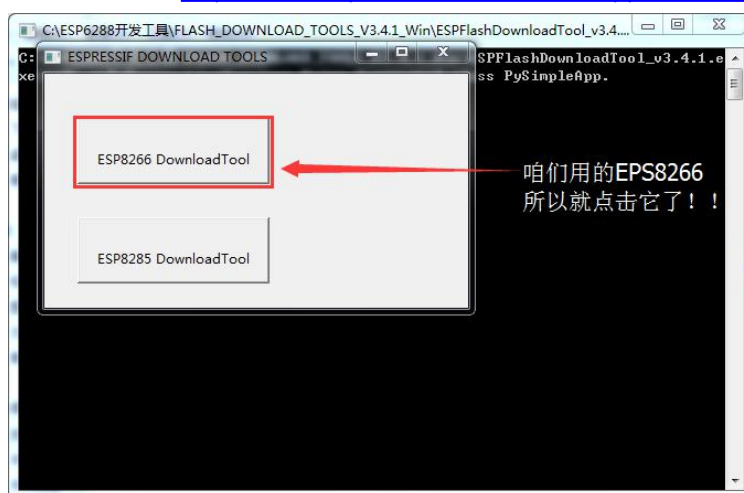 C:\ESP6288开发工具\FLASH_DOWNLOAD_TOOLS_V3.4.1_Win\ESPFlashDownloadTool_v3.4....
ESPRESSIF DOWNLOAD TOOLS
C:
SPFlashDownloadTool_v3.4.1.e
xe
ss PySimpleApp.
ESP8266 DownloadTool
咱们用的EPS8266
所以就点击它了！！
ESP8285 DownloadTool